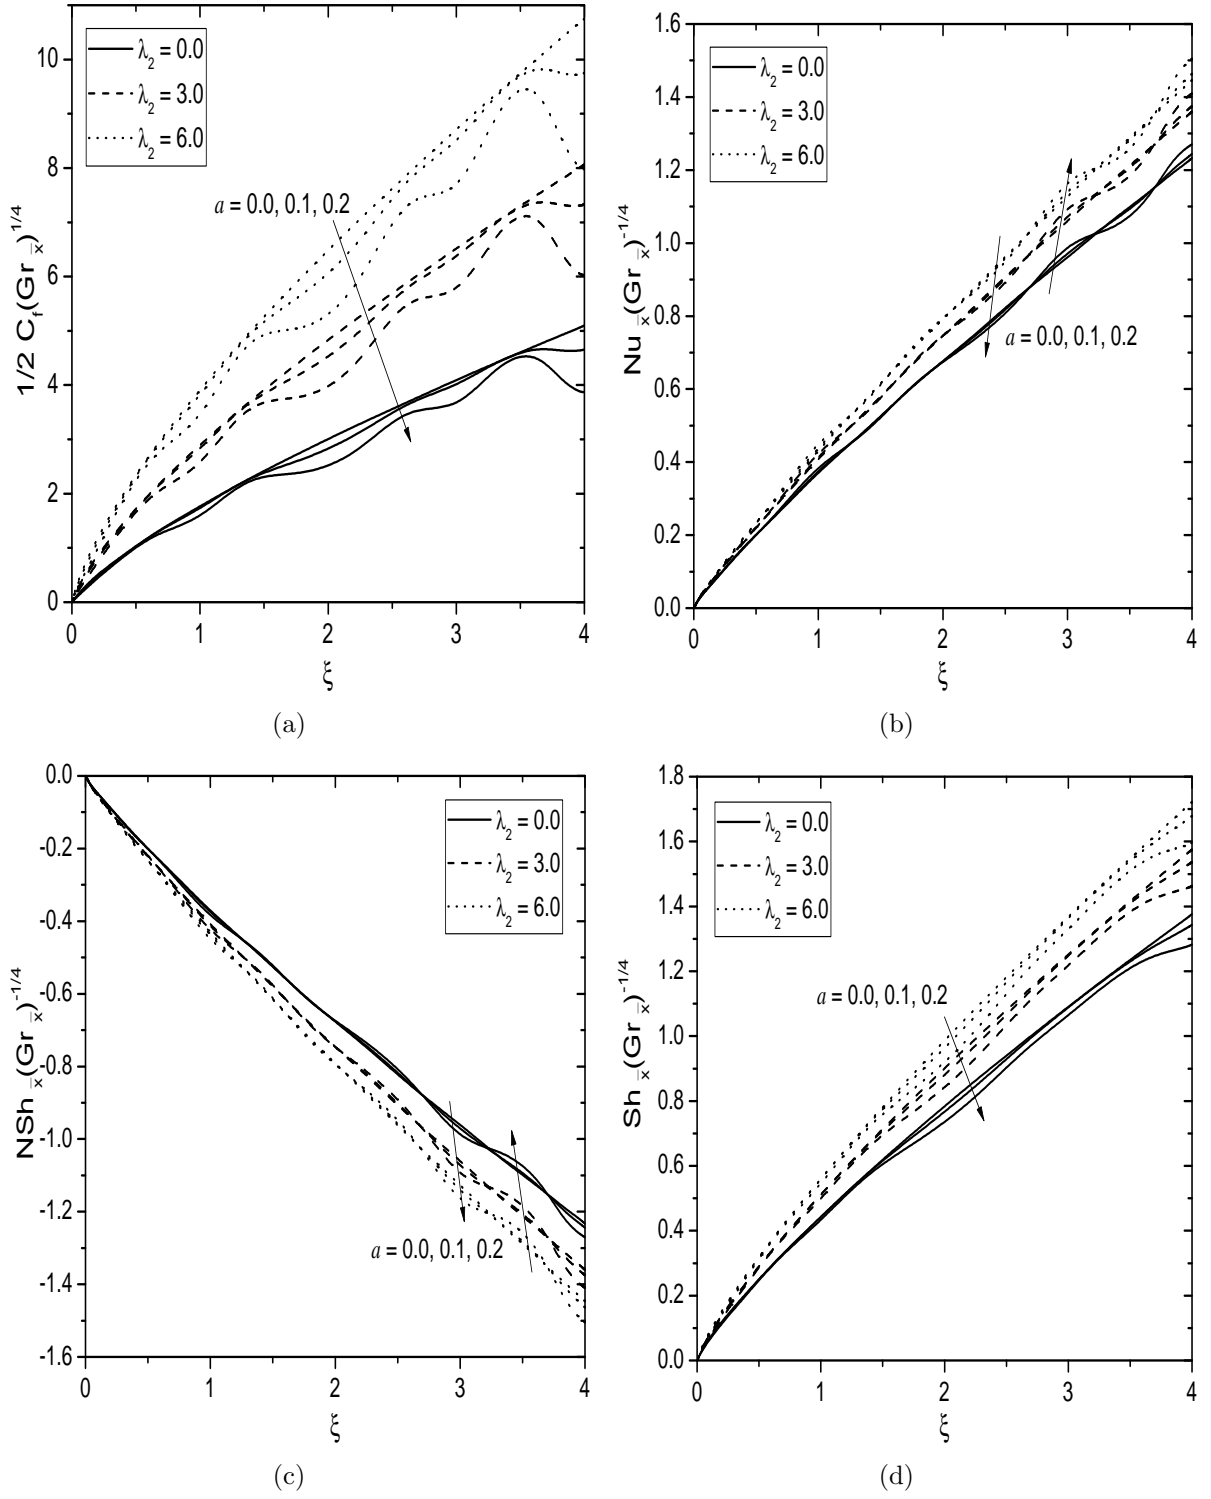 1/2 C_f(Gr_x̄)^1/4
10
8
6
4
2
0
λ₂ = 0.0
λ₂ = 3.0
λ₂ = 6.0
a = 0.0, 0.1, 0.2
0 1 2 3 4
ξ
(a)
Nu_x̄(Gr_x̄)^-1/4
1.6
1.4
1.2
1.0
0.8
0.6
0.4
0.2
0.0
λ₂ = 0.0
λ₂ = 3.0
λ₂ = 6.0
a = 0.0, 0.1, 0.2
0 1 2 3 4
ξ
(b)
NSh_x̄(Gr_x̄)^-1/4
0.0
-0.2
-0.4
-0.6
-0.8
-1.0
-1.2
-1.4
-1.6
λ₂ = 0.0
λ₂ = 3.0
λ₂ = 6.0
a = 0.0, 0.1, 0.2
0 1 2 3 4
ξ
(c)
Sh_x̄(Gr_x̄)^-1/4
1.8
1.6
1.4
1.2
1.0
0.8
0.6
0.4
0.2
0.0
λ₂ = 0.0
λ₂ = 3.0
λ₂ = 6.0
a = 0.0, 0.1, 0.2
0 1 2 3 4
ξ
(d)